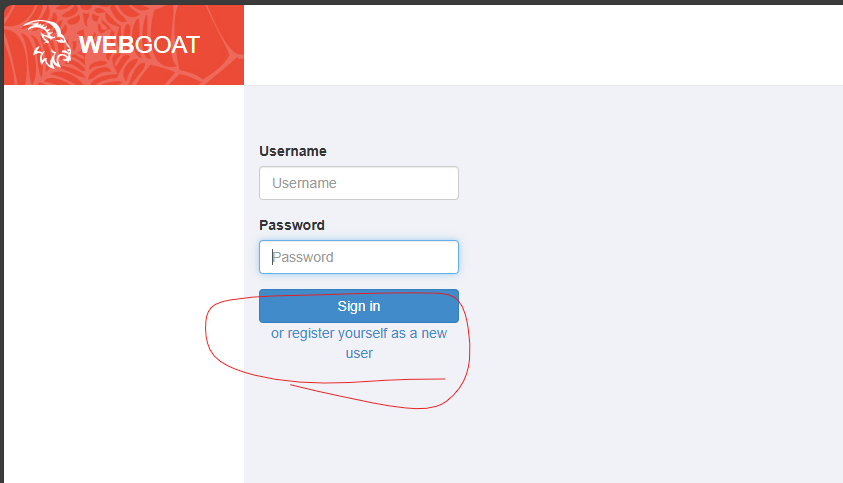 WEBGOAT
Username
Username
Password
Password
Sign in
or register yourself as a new
user